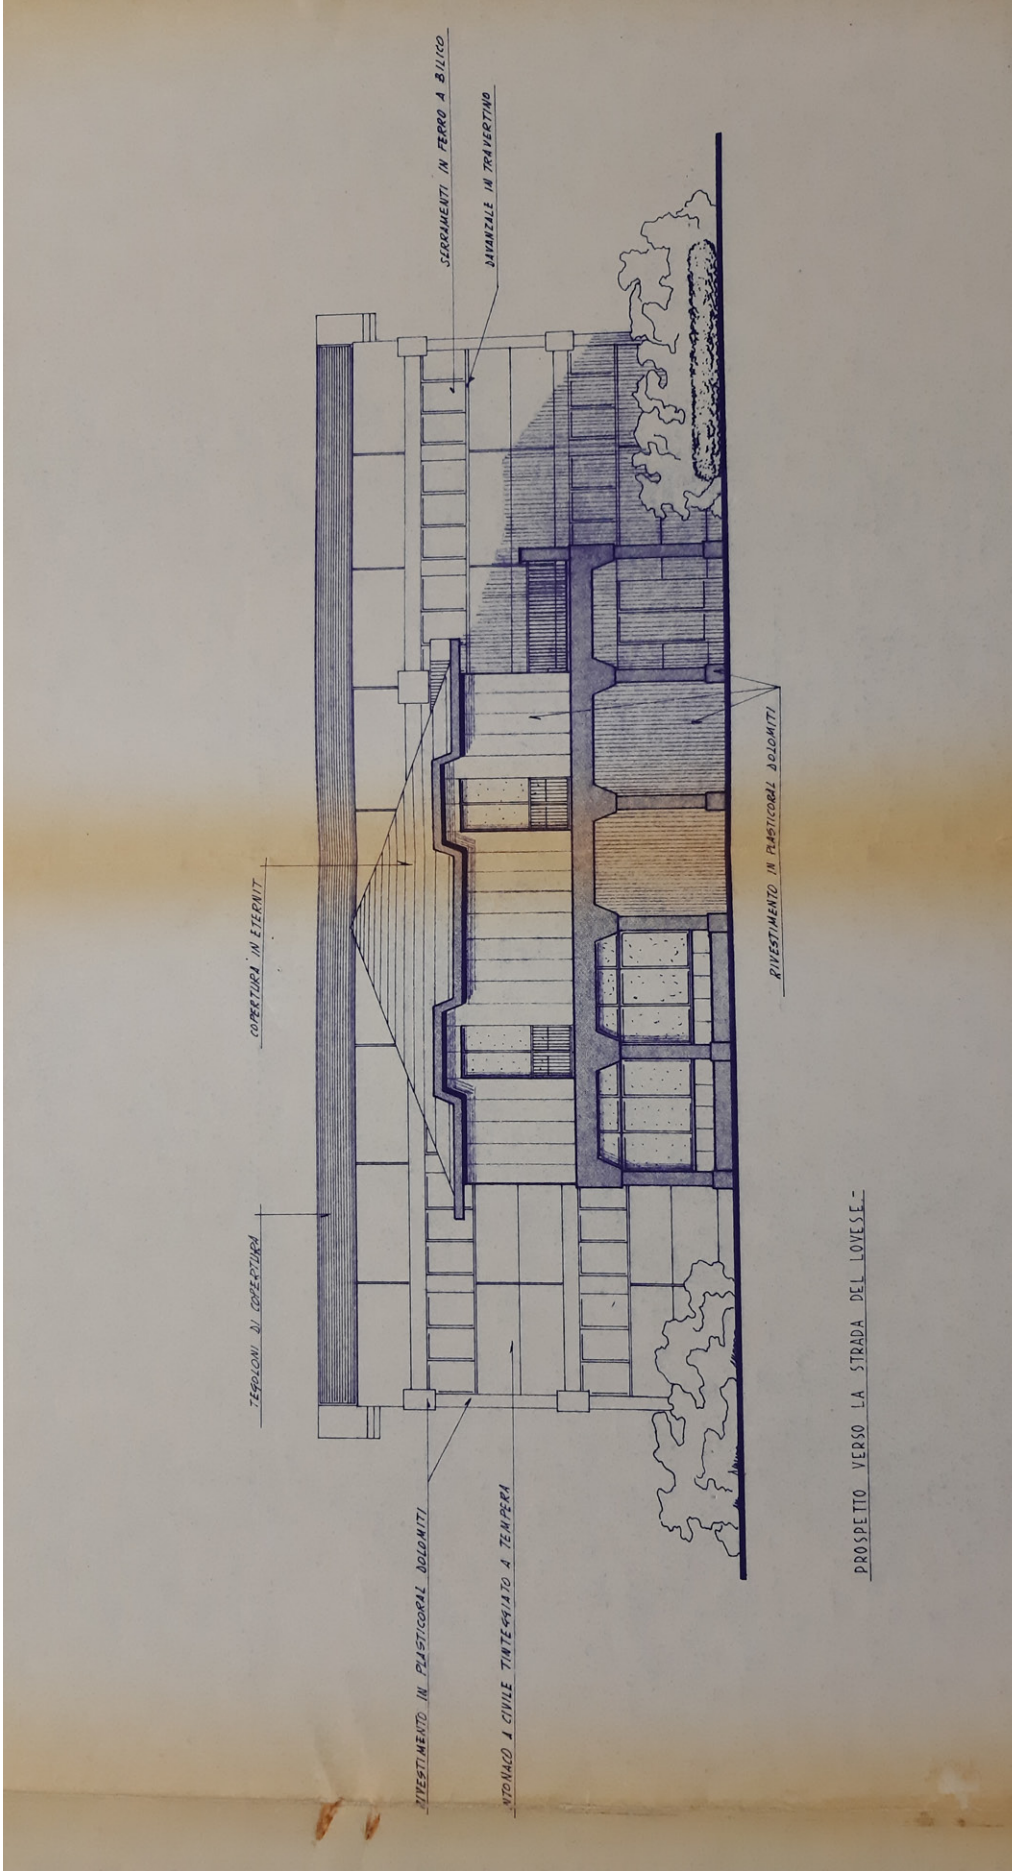 TEGOLONI DI COPERTURA
COPERTURA IN ETERNIT
SERRAMENTI IN FERRO A BILICO
DAVANZALE IN TRAVERTINO
RIVESTIMENTO IN PLASTICORAL DOLOMITI
NTONACO A CIVILE TINTEGGIATO A TEMPERA
RIVESTIMENTO IN PLASTICORAL DOLOMITI
PROSPETTO VERSO LA STRADA DEL LOVESE.-